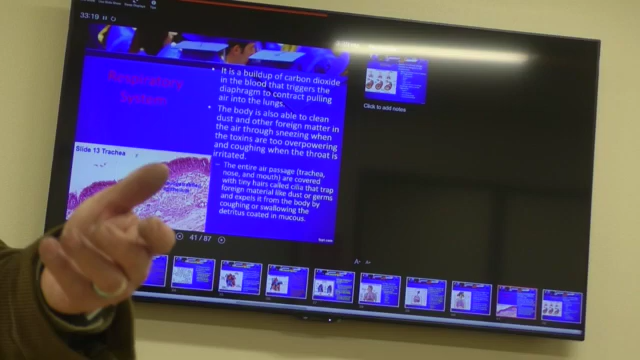 33:19
Respiratory
System
• It is a buildup of carbon dioxide
in the blood that triggers the
diaphragm to contract pulling
air into the lungs.
• The body is also able to clean
dust and other foreign matter in
the air through sneezing when
the toxins are too overpowering
and coughing when the throat is
irritated.
– The entire air passage (trachea,
nose, and mouth) are covered
with tiny hairs called cilia that trap
foreign material like dust or germs
and expels it from the body by
coughing or swallowing the
detritus coated in mucous.
Slide 13 Trachea
41 / 87
Click to add notes